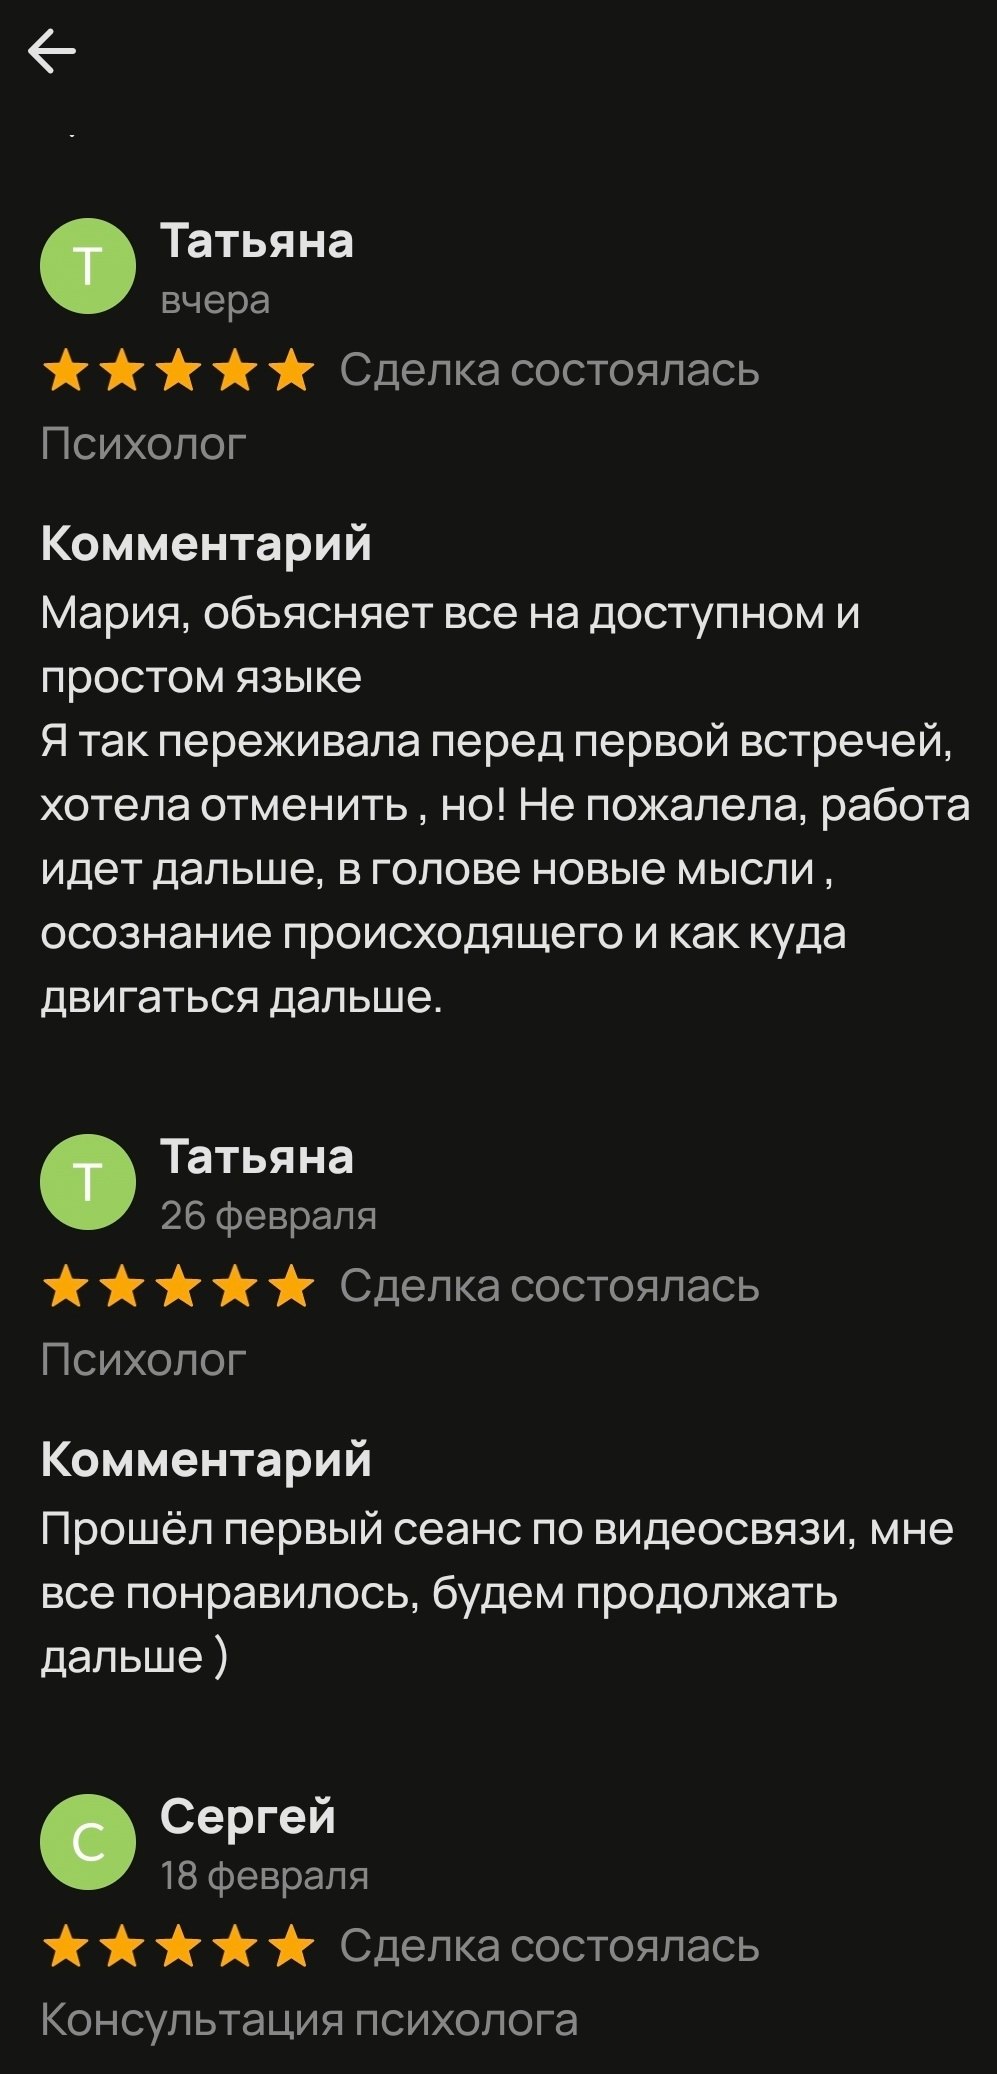 Т
Татьяна
вчера
Сделка состоялась
Психолог
Комментарий
Мария, объясняет все на доступном и
простом языке
Я так переживала перед первой встречей,
хотела отменить , но! Не пожалела, работа
идет дальше, в голове новые мысли ,
осознание происходящего и как куда
двигаться дальше.
Т
Татьяна
26 февраля
Сделка состоялась
Психолог
Комментарий
Прошёл первый сеанс по видеосвязи, мне
все понравилось, будем продолжать
дальше )
С
Сергей
18 февраля
Сделка состоялась
Консультация психолога